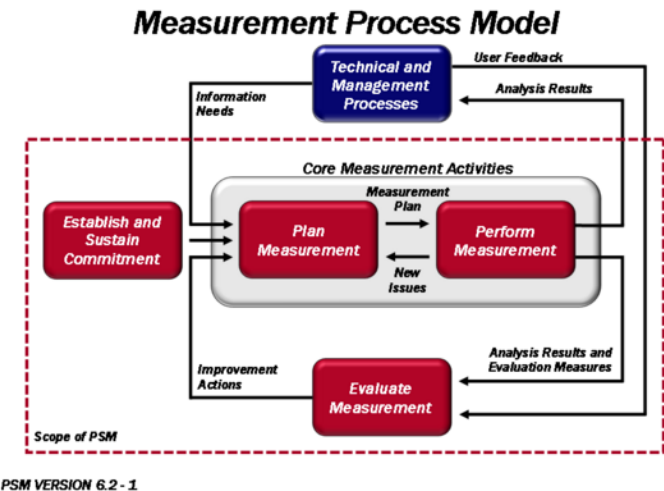 Measurement Process Model
Technical and
Management
Processes
User Feedback
Analysis Results
Information
Needs
Core Measurement Activities
Establish and
Sustain
Commitment
Plan
Measurement
Measurement
Plan
New
Issues
Perform
Measurement
Improvement
Actions
Evaluate
Measurement
Analysis Results and
Evaluation Measures
Scope of PSM
PSM VERSION 6.2 - 1